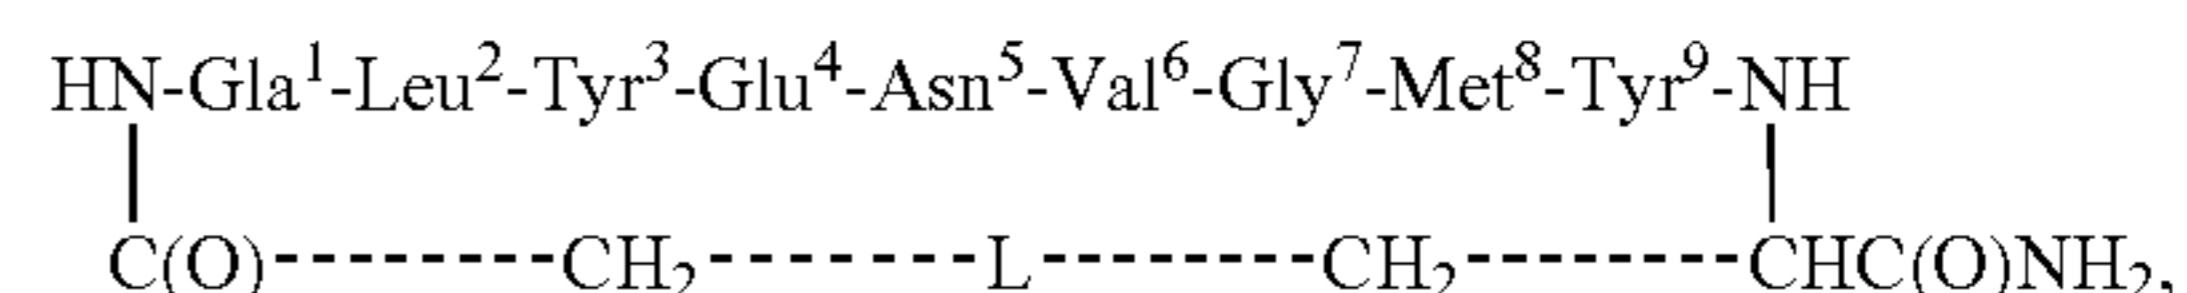 HN-Gla¹-Leu²-Tyr³-Glu⁴-Asn⁵-Val⁶-Gly⁷-Met⁸-Tyr⁹-NH
C(O)---------CH₂--------L--------CH₂---------CHC(O)NH₂,